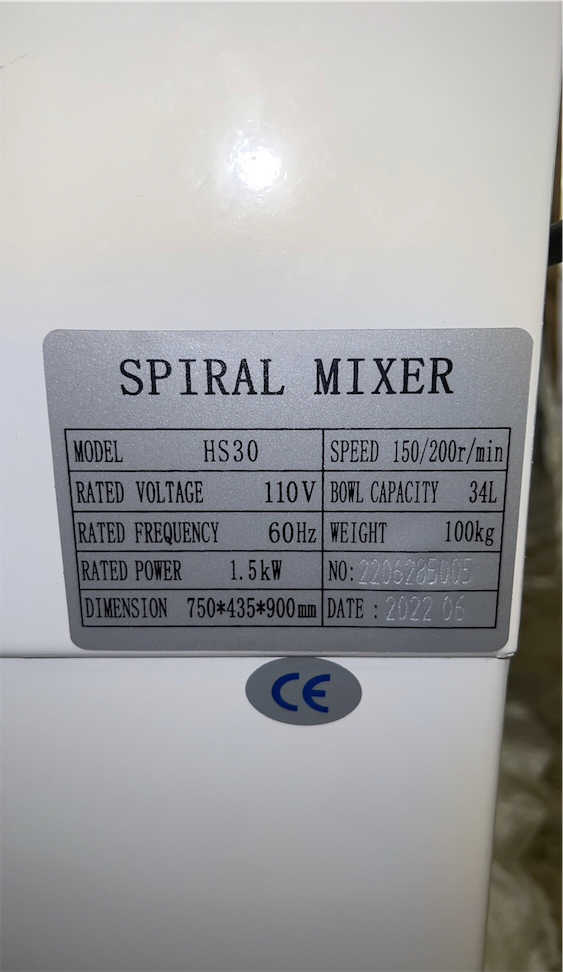 SPIRAL MIXER
MODEL HS30 SPEED 150/200r/min
RATED VOLTAGE 110V BOWL CAPACITY 34L
RATED FREQUENCY 60Hz WEIGHT 100kg
RATED POWER 1.5kW NO: 2206285005
DIMENSION 750*435*900mm DATE : 2022 06
CE